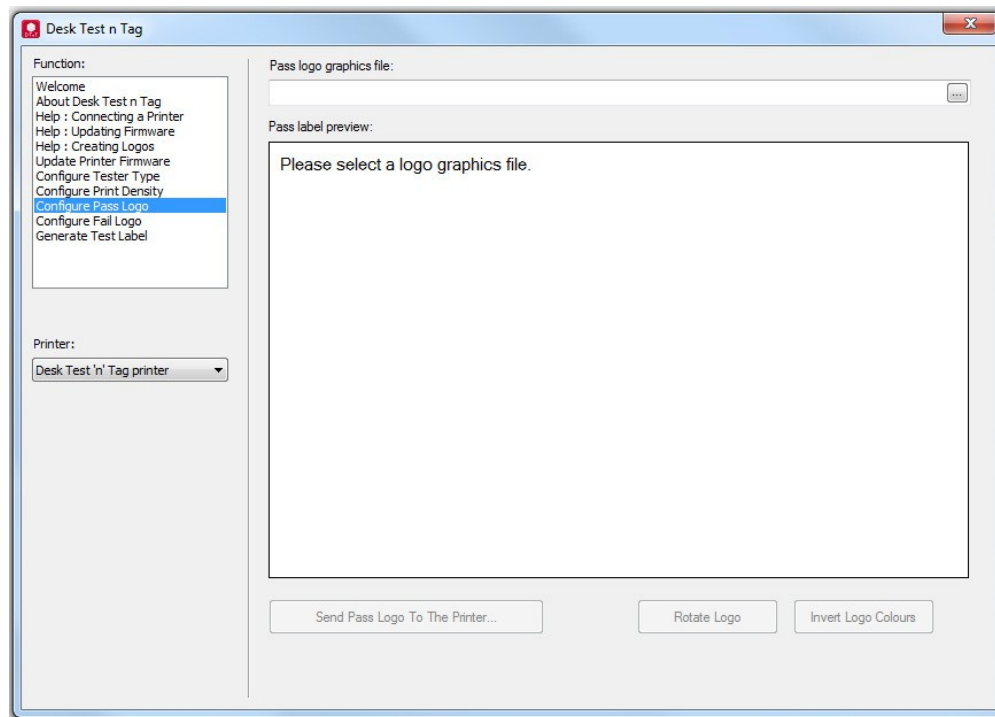 Desk Test n Tag
Function:
Welcome
About Desk Test n Tag
Help : Connecting a Printer
Help : Updating Firmware
Help : Creating Logos
Update Printer Firmware
Configure Tester Type
Configure Print Density
Configure Pass Logo
Configure Fail Logo
Generate Test Label
Printer:
Desk Test 'n' Tag printer
Pass logo graphics file:
...
Pass label preview:
Please select a logo graphics file.
Send Pass Logo To The Printer...
Rotate Logo
Invert Logo Colours